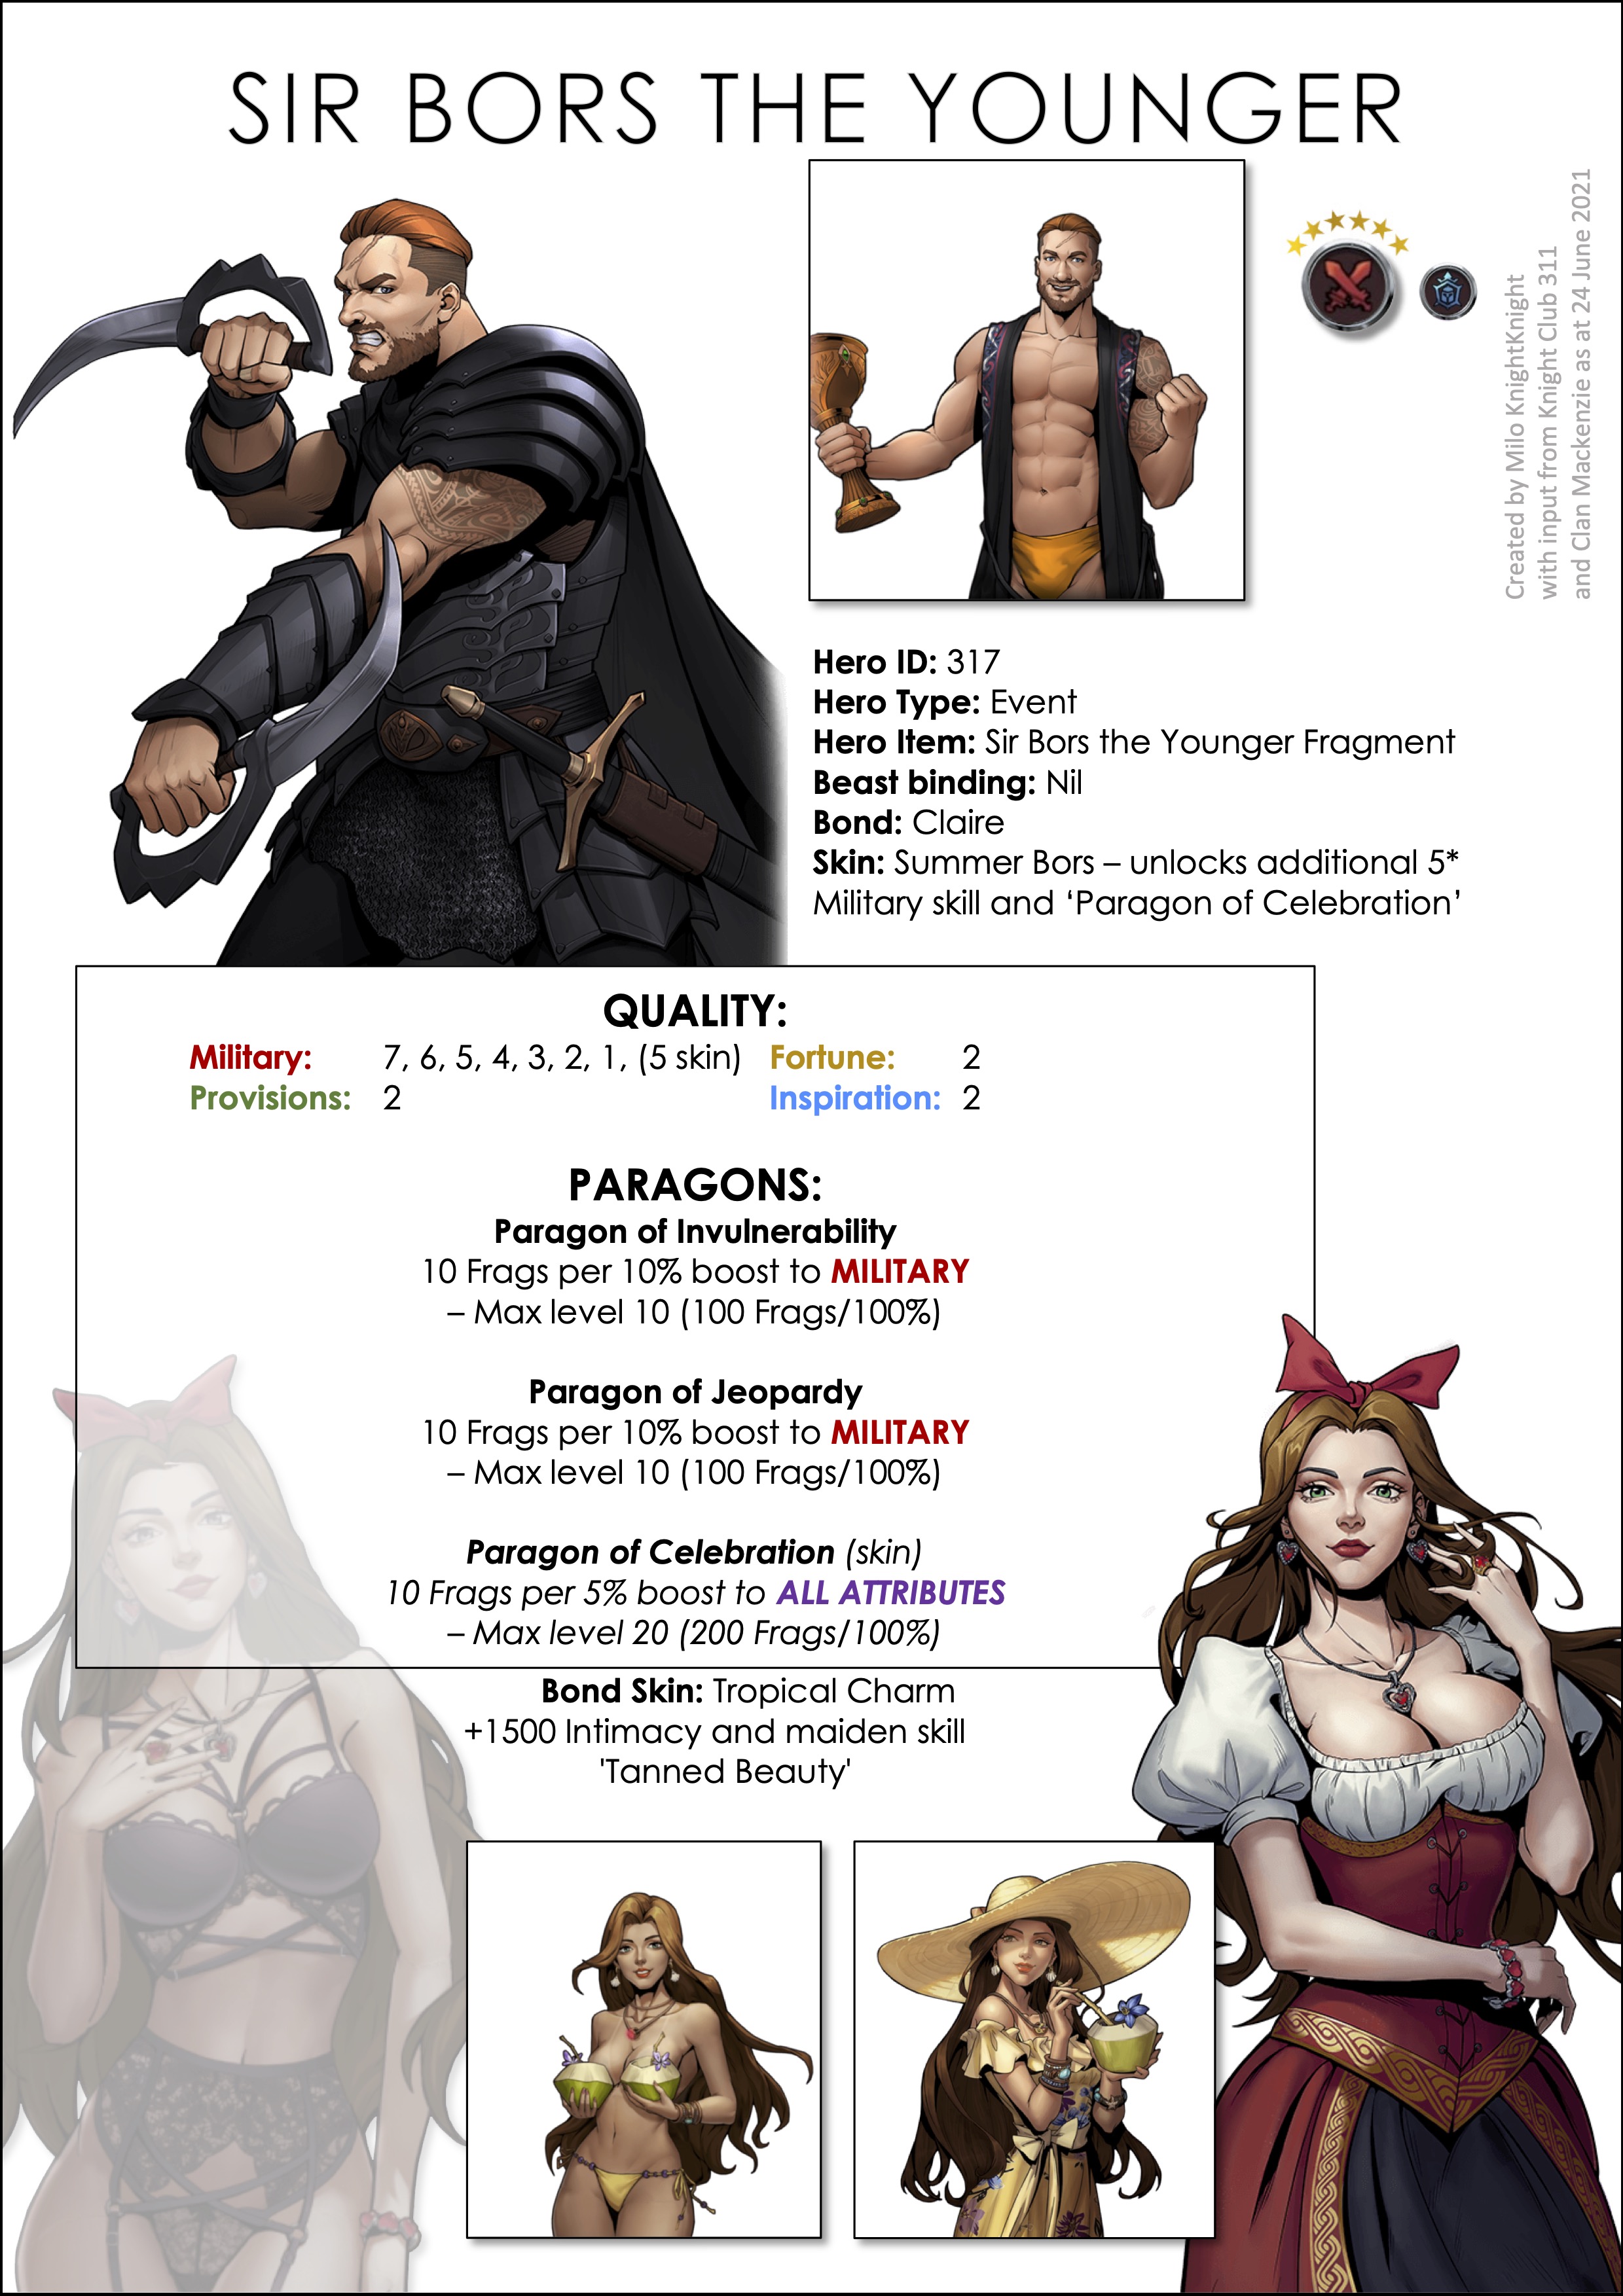 SIR BORS THE YOUNGER
Created by Milo KnightKnight
with input from Knight Club 311
and Clan Mackenzie as at 24 June 2021
Hero ID: 317
Hero Type: Event
Hero Item: Sir Bors the Younger Fragment
Beast binding: Nil
Bond: Claire
Skin: Summer Bors – unlocks additional 5*
Military skill and ‘Paragon of Celebration’
QUALITY:
Military: 7, 6, 5, 4, 3, 2, 1, (5 skin) Fortune: 2
Provisions: 2 Inspiration: 2
PARAGONS:
Paragon of Invulnerability
10 Frags per 10% boost to MILITARY
– Max level 10 (100 Frags/100%)
Paragon of Jeopardy
10 Frags per 10% boost to MILITARY
– Max level 10 (100 Frags/100%)
Paragon of Celebration (skin)
10 Frags per 5% boost to ALL ATTRIBUTES
– Max level 20 (200 Frags/100%)
Bond Skin: Tropical Charm
+1500 Intimacy and maiden skill
'Tanned Beauty'